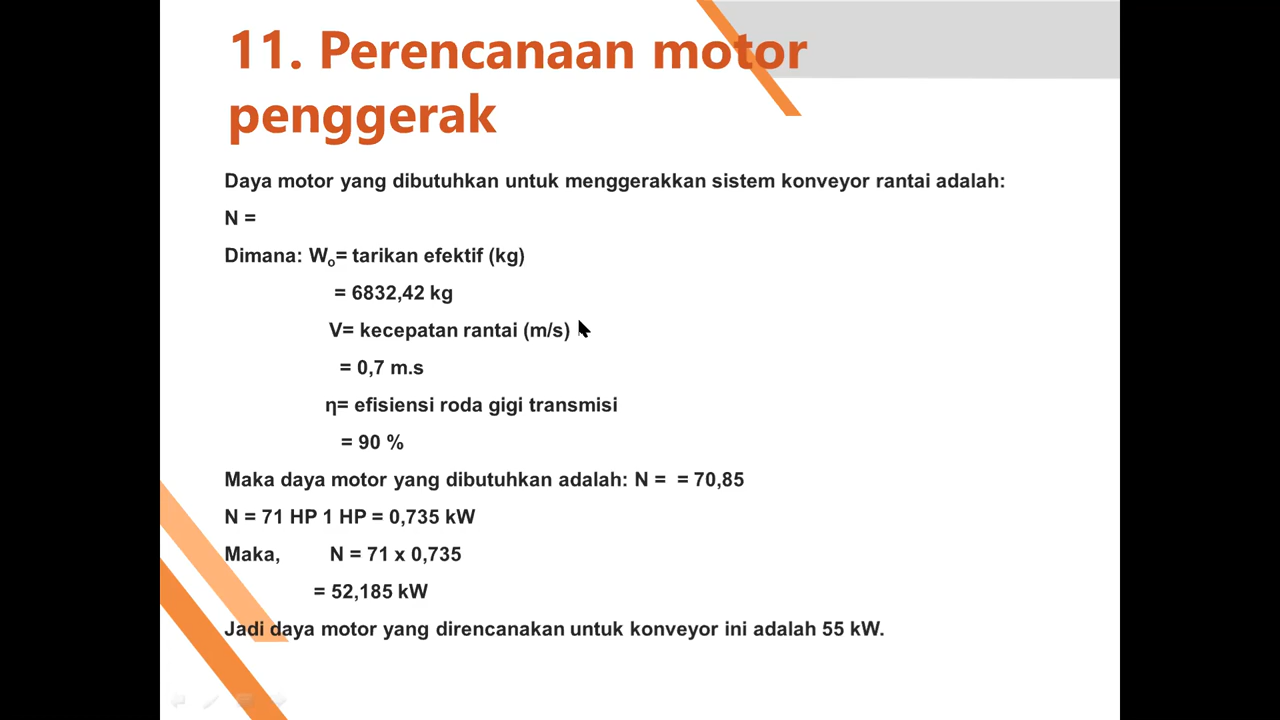 11. Perencanaan motor
penggerak
Daya motor yang dibutuhkan untuk menggerakkan sistem konveyor rantai adalah:
N =
Dimana: Wₒ= tarikan efektif (kg)
= 6832,42 kg
V= kecepatan rantai (m/s)
= 0,7 m.s
η= efisiensi roda gigi transmisi
= 90 %
Maka daya motor yang dibutuhkan adalah: N = = 70,85
N = 71 HP 1 HP = 0,735 kW
Maka, N = 71 x 0,735
= 52,185 kW
Jadi daya motor yang direncanakan untuk konveyor ini adalah 55 kW.